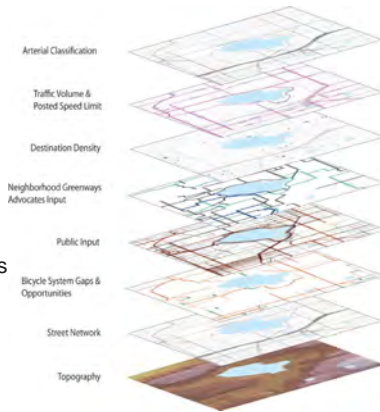 Arterial Classification
Traffic Volume &
Posted Speed Limit
Destination Density
Neighborhood Greenways
Advocates Input
Public Input
s
Bicycle System Gaps &
Opportunities
Street Network
Topography